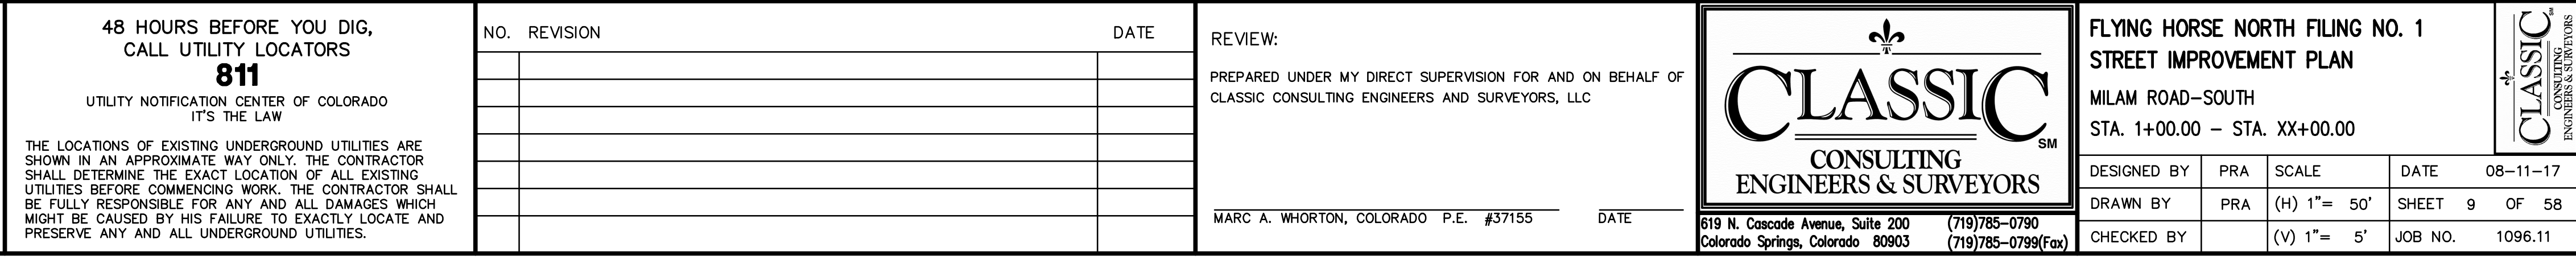 48 HOURS BEFORE YOU DIG,
CALL UTILITY LOCATORS
811
UTILITY NOTIFICATION CENTER OF COLORADO
IT'S THE LAW
THE LOCATIONS OF EXISTING UNDERGROUND UTILITIES ARE
SHOWN IN AN APPROXIMATE WAY ONLY. THE CONTRACTOR
SHALL DETERMINE THE EXACT LOCATION OF ALL EXISTING
UTILITIES BEFORE COMMENCING WORK. THE CONTRACTOR SHALL
BE FULLY RESPONSIBLE FOR ANY AND ALL DAMAGES WHICH
MIGHT BE CAUSED BY HIS FAILURE TO EXACTLY LOCATE AND
PRESERVE ANY AND ALL UNDERGROUND UTILITIES.
NO. REVISION DATE
REVIEW:
PREPARED UNDER MY DIRECT SUPERVISION FOR AND ON BEHALF OF
CLASSIC CONSULTING ENGINEERS AND SURVEYORS, LLC
MARC A. WHORTON, COLORADO P.E. #37155 DATE
CLASSIC SM
CONSULTING
ENGINEERS & SURVEYORS
619 N. Cascade Avenue, Suite 200 (719)785-0790
Colorado Springs, Colorado 80903 (719)785-0799(Fax)
FLYING HORSE NORTH FILING NO. 1
STREET IMPROVEMENT PLAN
MILAM ROAD-SOUTH
STA. 1+00.00 - STA. XX+00.00
CLASSIC SM
CONSULTING
ENGINEERS & SURVEYORS
DESIGNED BY PRA SCALE DATE 08-11-17
DRAWN BY PRA (H) 1"= 50' SHEET 9 OF 58
CHECKED BY (V) 1"= 5' JOB NO. 1096.11